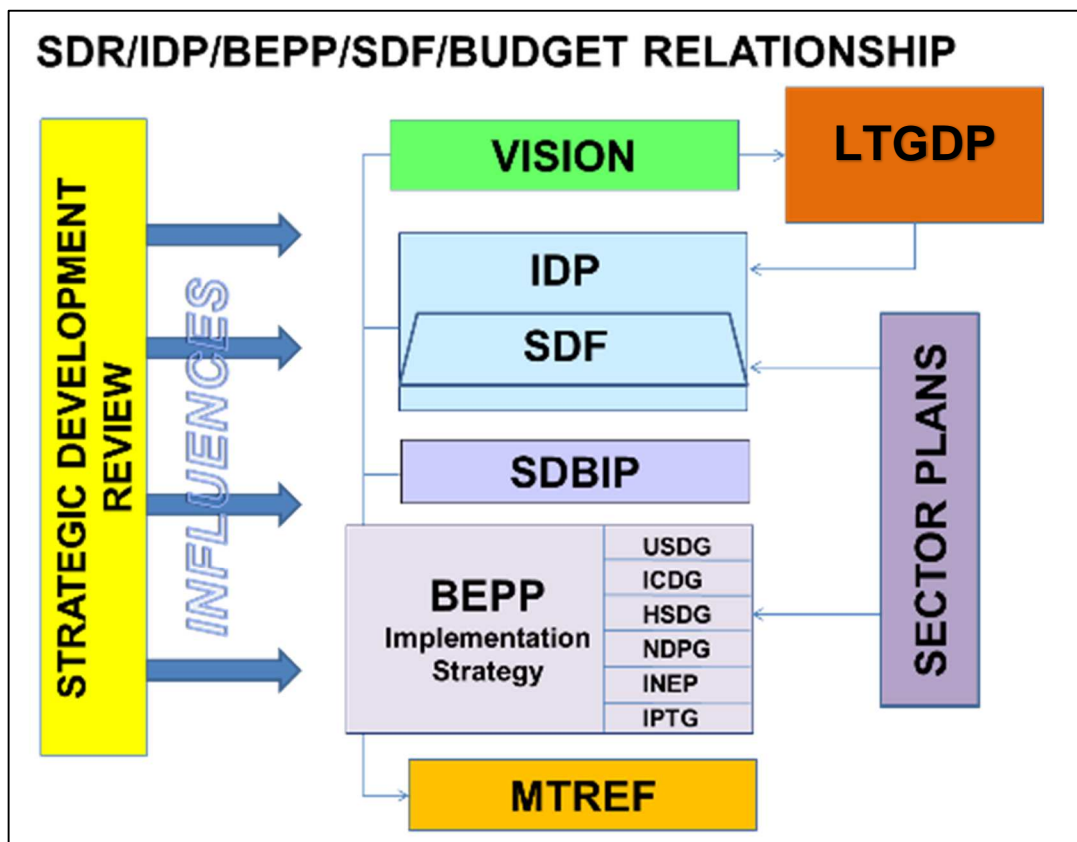 SDR/IDP/BEPP/SDF/BUDGET RELATIONSHIP
STRATEGIC DEVELOPMENT
REVIEW
INFLUENCES
VISION
LTGDP
IDP
SDF
SDBIP
BEPP
Implementation
Strategy
USDG
ICDG
HSDG
NDPG
INEP
IPTG
MTREF
SECTOR PLANS